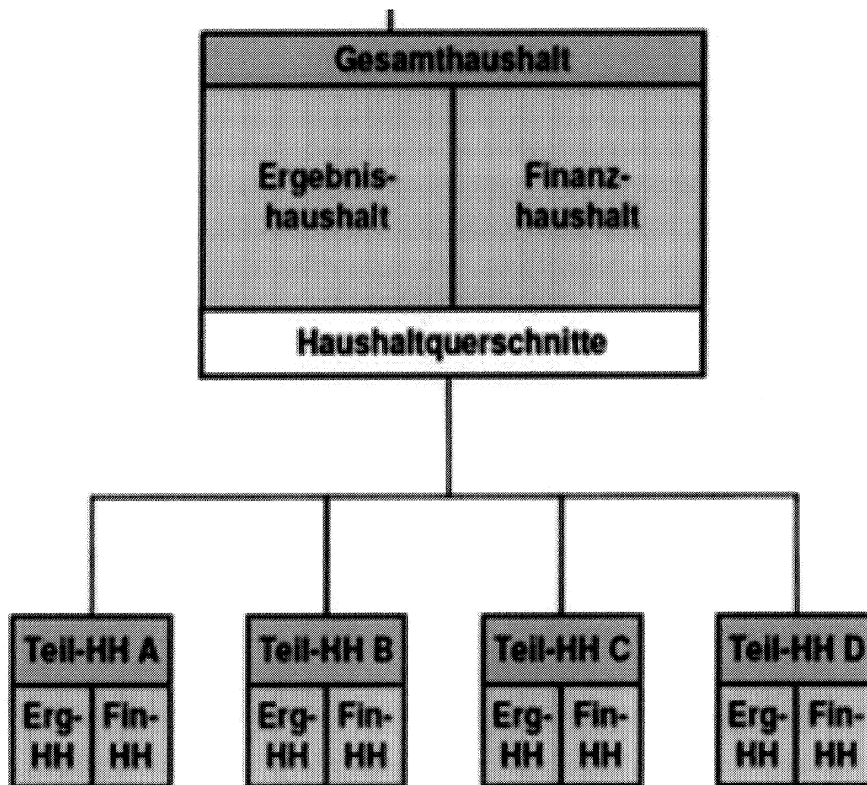 Gesamthaushalt
Ergebnis-
haushalt
Finanz-
haushalt
Haushaltquerschnitte
Teil-HH A
Erg-
HH
Fin-
HH
Teil-HH B
Erg-
HH
Fin-
HH
Teil-HH C
Erg-
HH
Fin-
HH
Teil-HH D
Erg-
HH
Fin-
HH